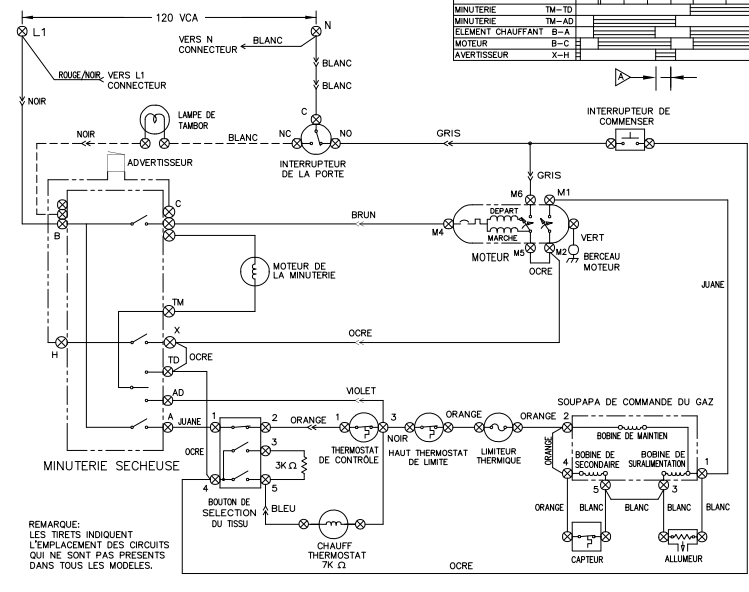 120 VCA
L1
N
VERS N
CONNECTEUR
BLANC
BLANC
BLANC
ROUGE/NOIR
VERS L1
CONNECTEUR
NOIR
MINUTERIE TM-TD
MINUTERIE TM-AD
ELEMENT CHAUFFANT B-A
MOTEUR B-C
AVERTISSEUR X-H
A
LAMPE DE
TAMBOR
NOIR
BLANC
C
NC
NO
INTERRUPTEUR
DE LA PORTE
GRIS
INTERRUPTEUR DE
COMMENSER
ADVERTISSEUR
GRIS
M6
M1
C
B
BRUN
M4
DEPART
MARCHE
MOTEUR
M5
M2
OCRE
VERT
BERCEAU
MOTEUR
MOTEUR DE
LA MINUTERIE
JUANE
TM
X
H
OCRE
TD
OCRE
AD
VIOLET
A
JUANE
1
2
ORANGE
1
3
NOIR
ORANGE
ORANGE
2
SOUPAPA DE COMMANDE DU GAZ
BOBINE DE MAINTIEN
THERMOSTAT
DE CONTRÔLE
HAUT THERMOSTAT
DE LIMITE
LIMITEUR
THERMIQUE
ORANGE
BOBINE DE
SECONDAIRE
BOBINE DE
SURALIMENTATION
OCRE
3
3K Ω
4
5
4
5
3
1
MINUTERIE SECHEUSE
BOUTON DE
SELECTION
DU TISSU
BLEU
ORANGE
BLANC
BLANC
BLANC
BLANC
CHAUFF
THERMOSTAT
7K Ω
CAPTEUR
ALLUMEUR
OCRE
REMARQUE:
LES TIRETS INDIQUENT
L'EMPLACEMENT DES CIRCUITS
QUI NE SONT PAS PRESENTS
DANS TOUS LES MODELES.